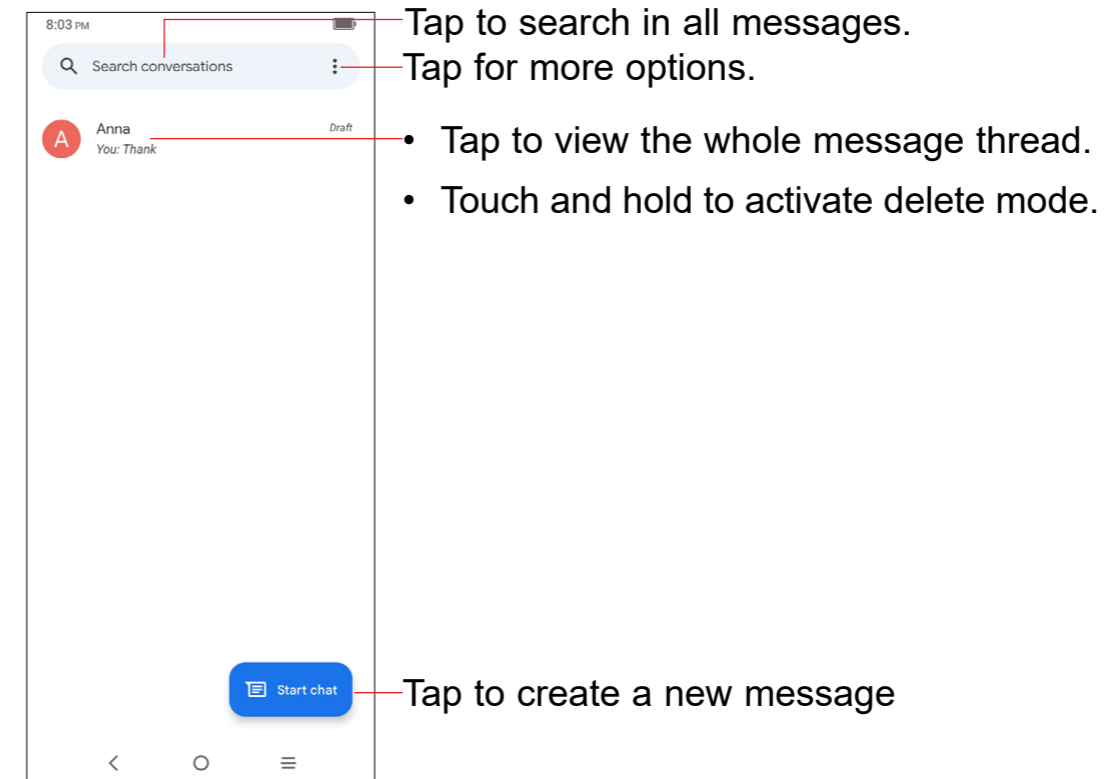 8:03 PM
Tap to search in all messages.
Search conversations
Tap for more options.
A
Anna
Draft
You: Thank
• Tap to view the whole message thread.
• Touch and hold to activate delete mode.
Start chat
Tap to create a new message